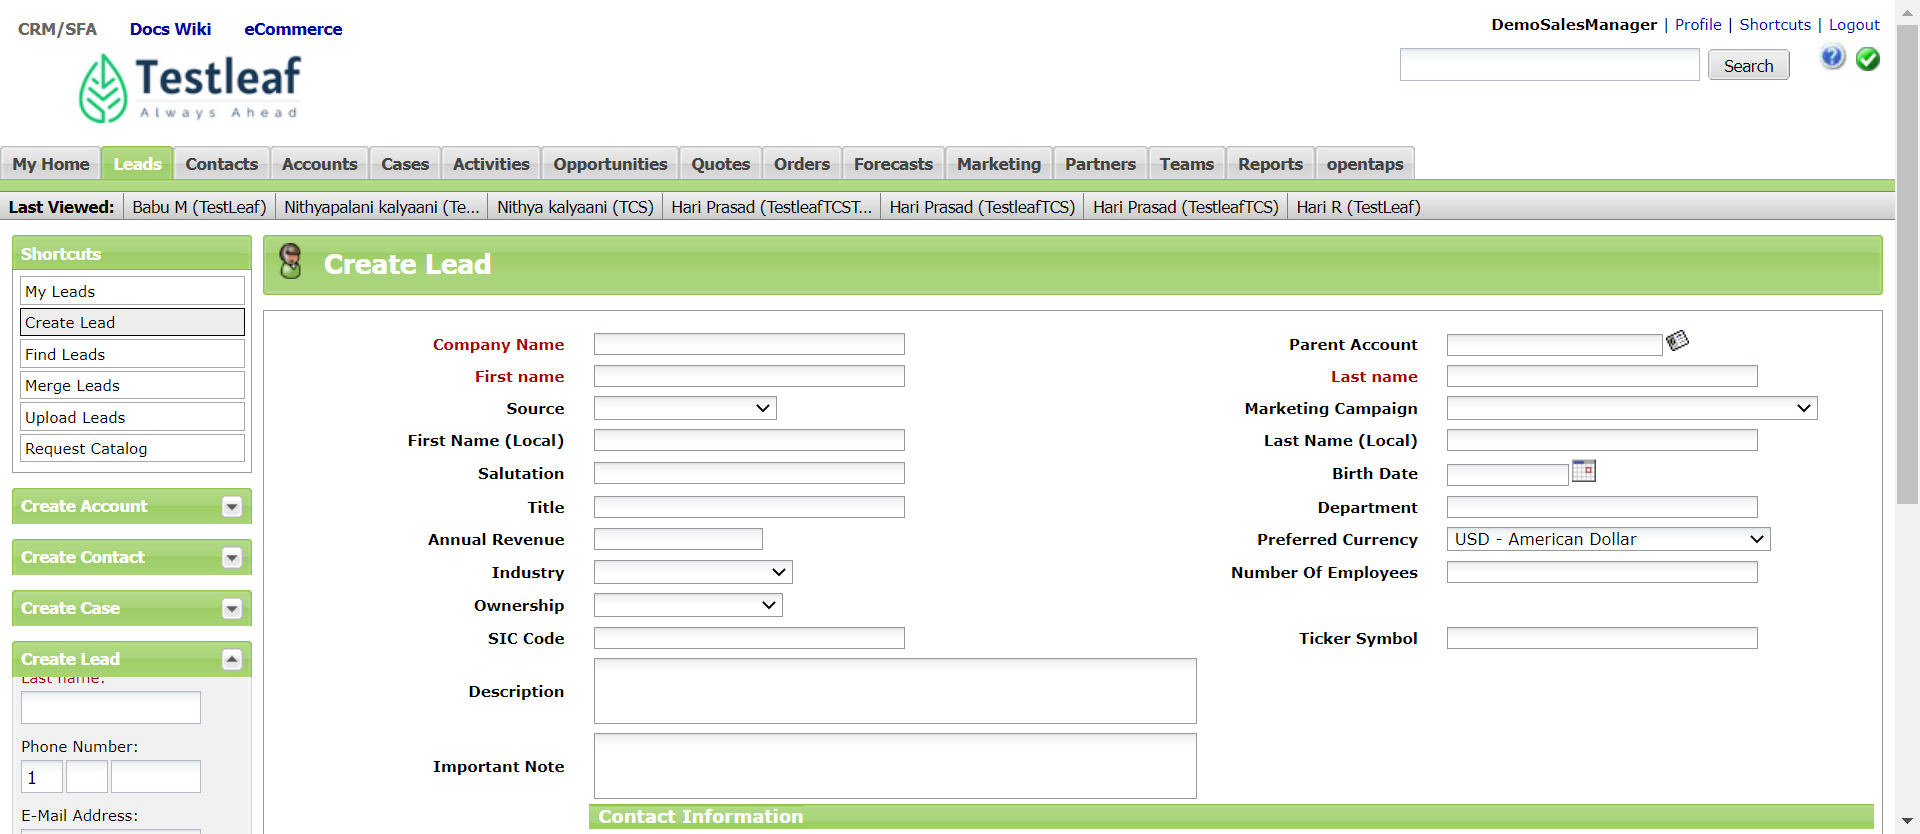 CRM/SFA Docs Wiki eCommerce
DemoSalesManager | Profile | Shortcuts | Logout
Search
Testleaf
Always Ahead
My Home Leads Contacts Accounts Cases Activities Opportunities Quotes Orders Forecasts Marketing Partners Teams Reports opentaps
Last Viewed: Babu M (TestLeaf) Nithyapalani kalyaani (Te... Nithya kalyaani (TCS) Hari Prasad (TestleafTCST... Hari Prasad (TestleafTCS) Hari Prasad (TestleafTCS) Hari R (TestLeaf)
Shortcuts
My Leads
Create Lead
Find Leads
Merge Leads
Upload Leads
Request Catalog
Create Account
Create Contact
Create Case
Create Lead
Last name:
Phone Number:
1
E-Mail Address:
Create Lead
Company Name Parent Account
First name Last name
Source Marketing Campaign
First Name (Local) Last Name (Local)
Salutation Birth Date
Title Department
Annual Revenue Preferred Currency USD - American Dollar
Industry Number Of Employees
Ownership
SIC Code Ticker Symbol
Description
Important Note
Contact Information